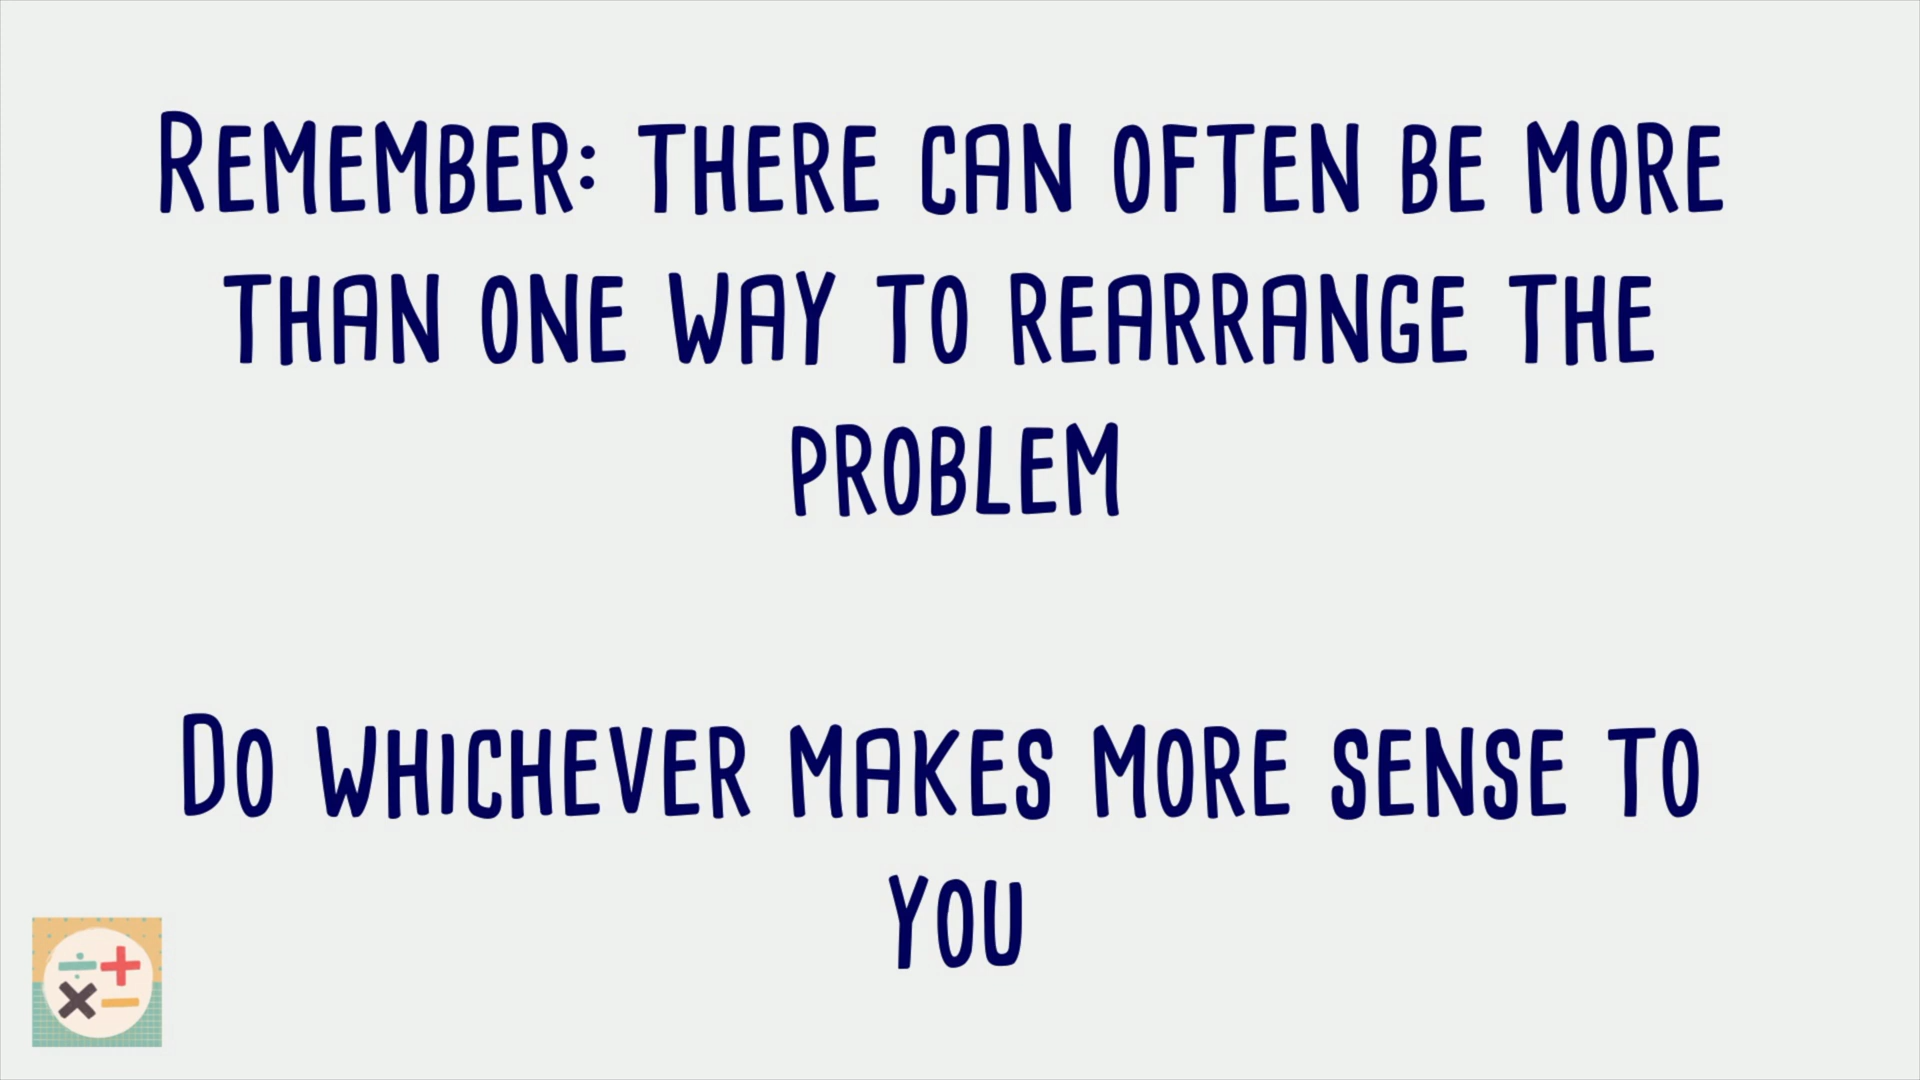 Remember: there can often be more
than one way to rearrange the
problem
Do whichever makes more sense to
you